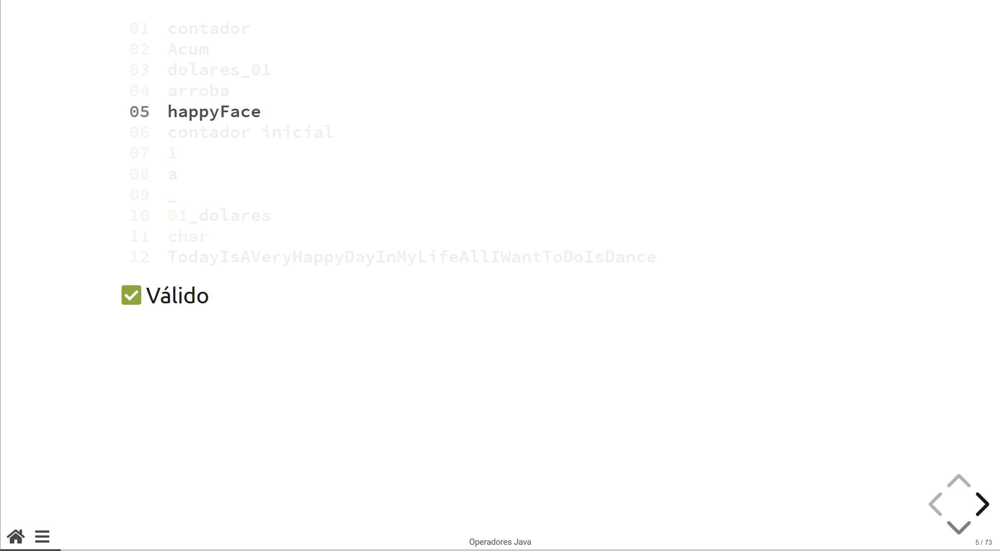 01 contador
02 Acum
03 dolares_01
04 arroba
05 happyFace
06 contador inicial
07 1
08 a
09 _
10 01_dolares
11 char
12 TodayIsAVeryHappyDayInMyLifeAllIWantToDoIsDance
Válido
Operadores Java
5 / 73